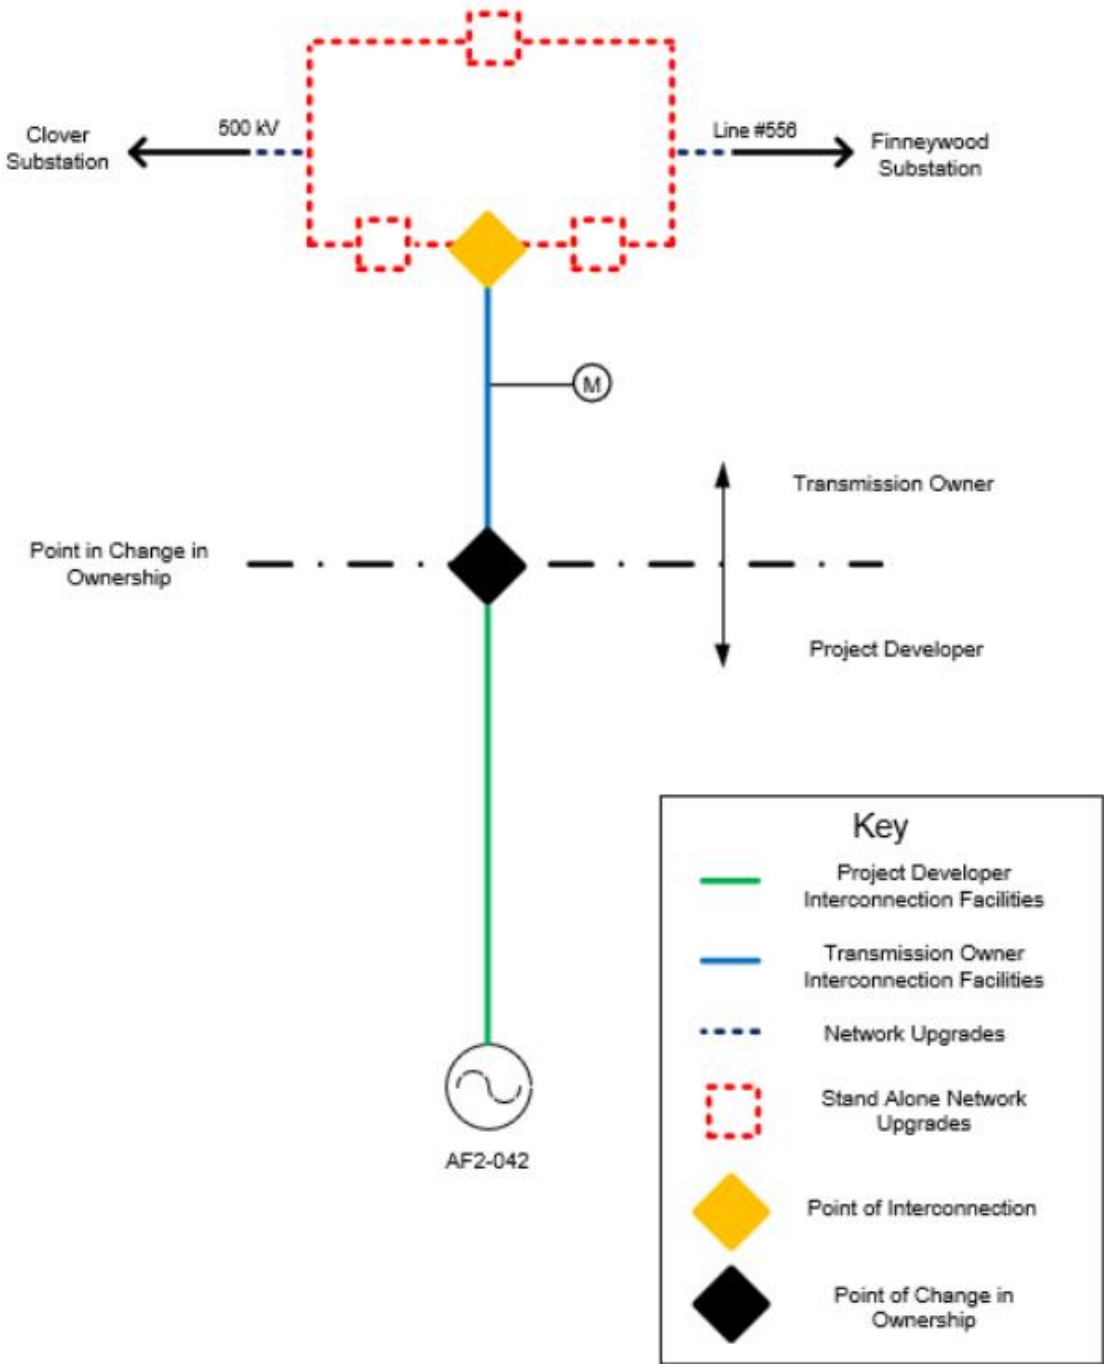 500 kV
Line #556
Clover
Substation
Finneywood
Substation
M
Transmission Owner
Point in Change in
Ownership
Project Developer
AF2-042
Key
Project Developer
Interconnection Facilities
Transmission Owner
Interconnection Facilities
Network Upgrades
Stand Alone Network
Upgrades
Point of Interconnection
Point of Change in
Ownership